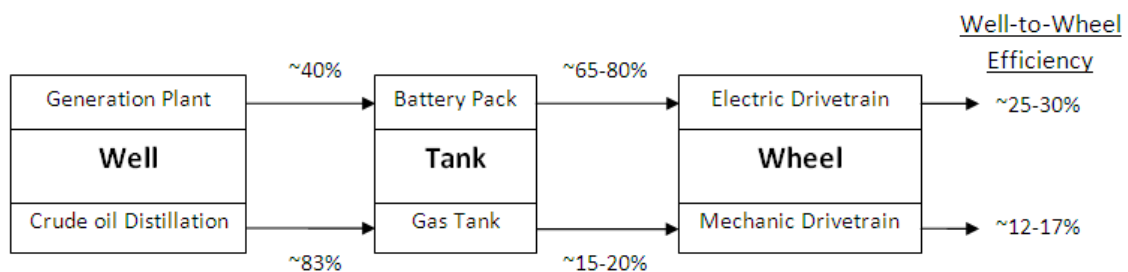 Well-to-Wheel
Efficiency
~40%
~65-80%
Generation Plant
Battery Pack
Electric Drivetrain
~25-30%
Well
Tank
Wheel
Crude oil Distillation
Gas Tank
Mechanic Drivetrain
~12-17%
~83%
~15-20%